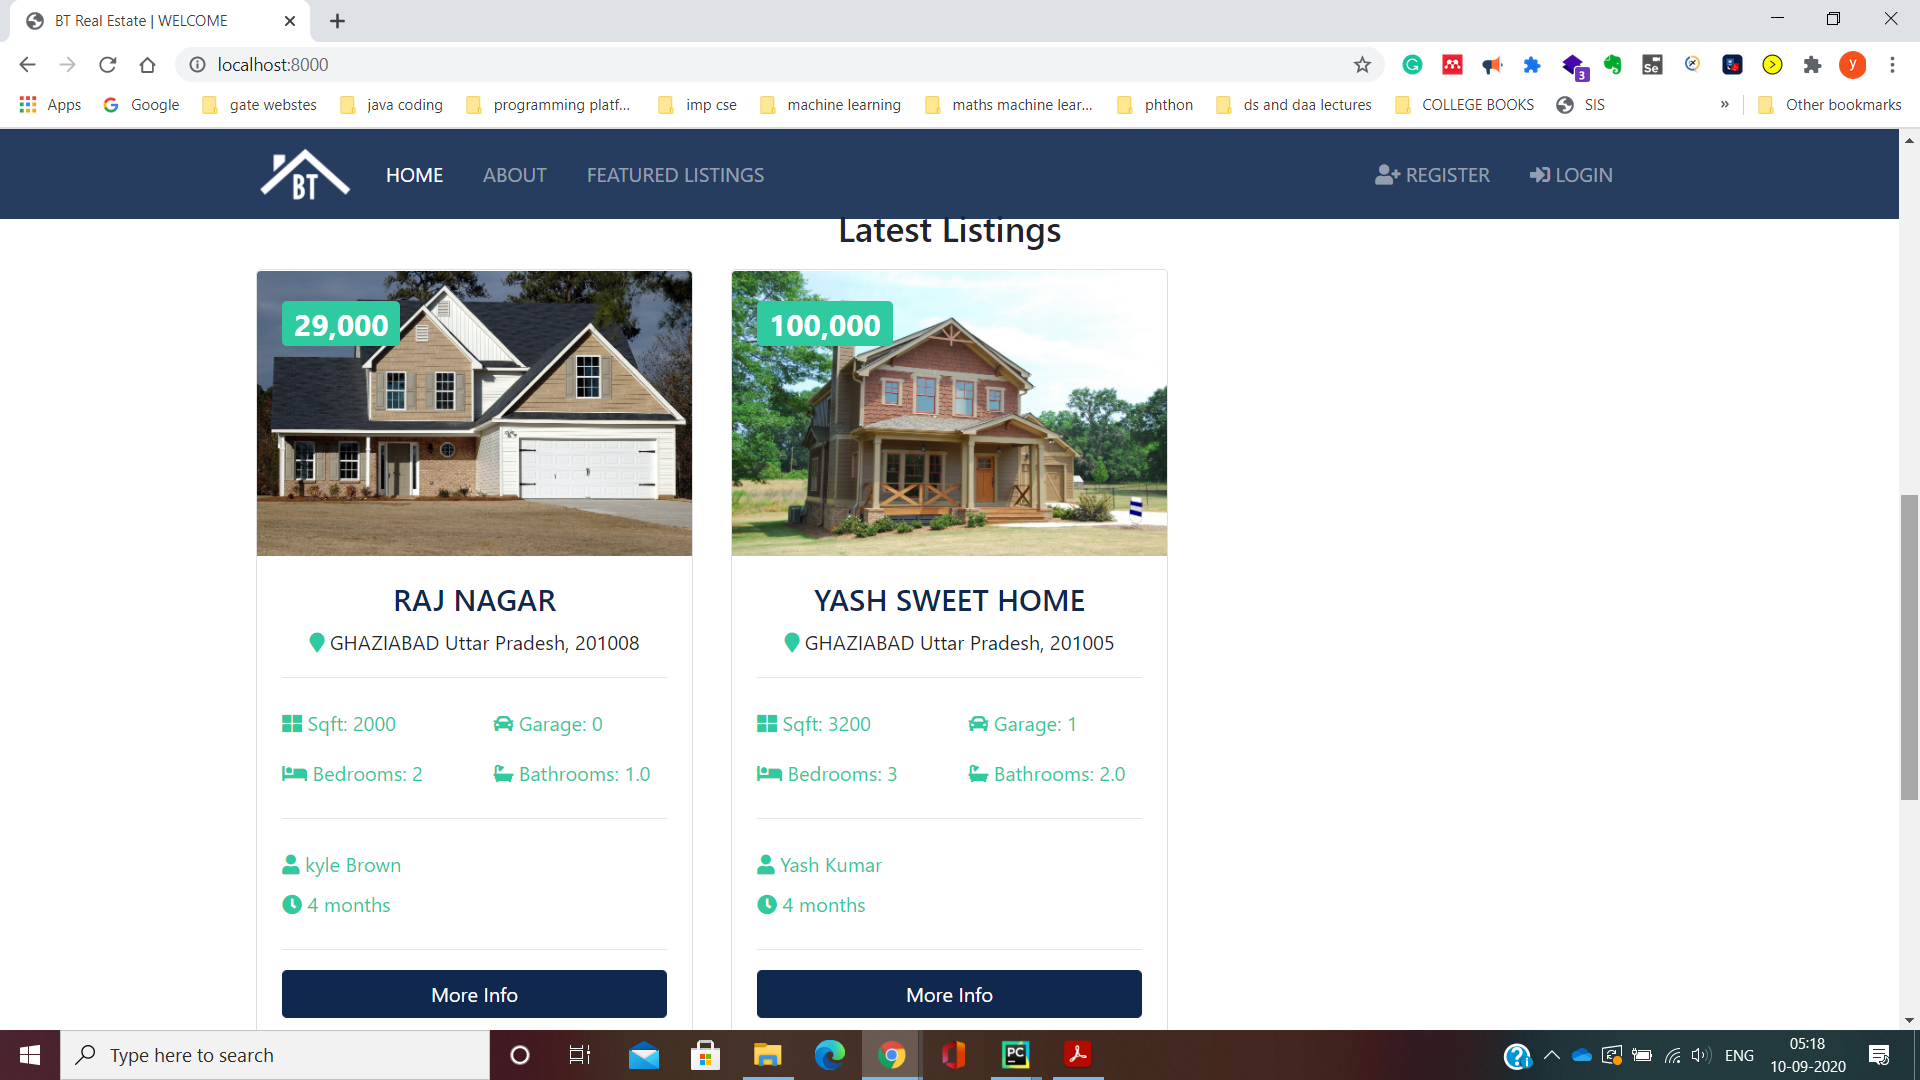 BT Real Estate | WELCOME
localhost:8000
3
Se
y
Apps Google gate webstes java coding programming platf... imp cse machine learning maths machine lear... phthon ds and daa lectures COLLEGE BOOKS SIS » Other bookmarks
BT HOME ABOUT FEATURED LISTINGS REGISTER LOGIN
Latest Listings
29,000
100,000
RAJ NAGAR
GHAZIABAD Uttar Pradesh, 201008
Sqft: 2000 Garage: 0
Bedrooms: 2 Bathrooms: 1.0
kyle Brown
4 months
More Info
YASH SWEET HOME
GHAZIABAD Uttar Pradesh, 201005
Sqft: 3200 Garage: 1
Bedrooms: 3 Bathrooms: 2.0
Yash Kumar
4 months
More Info
Type here to search
PC
ENG
05:18
10-09-2020